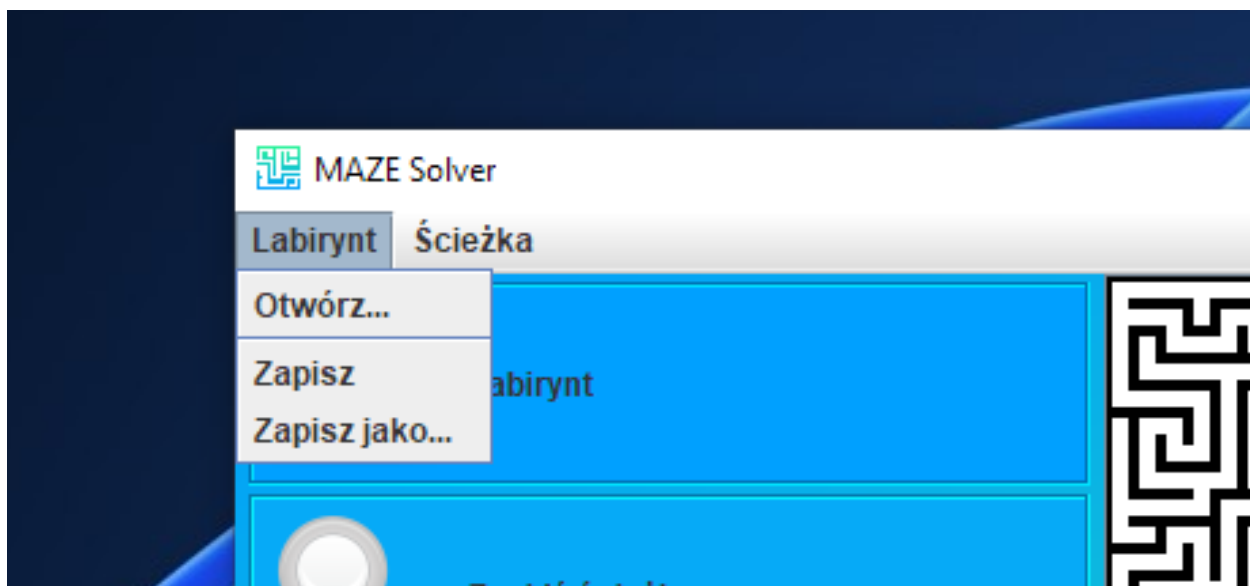 MAZE Solver
Labirynt Ścieżka
Otwórz...
Zapisz
abirynt
Zapisz jako...